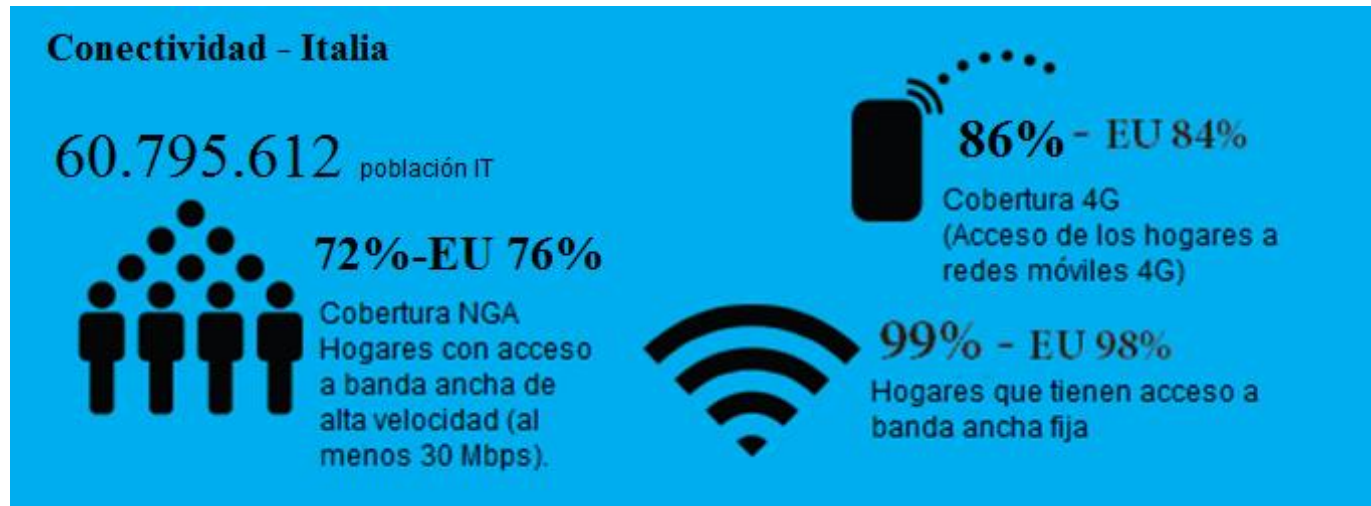 Conectividad - Italia
60.795.612 población IT
72%-EU 76%
Cobertura NGA
Hogares con acceso
a banda ancha de
alta velocidad (al
menos 30 Mbps).
86% - EU 84%
Cobertura 4G
(Acceso de los hogares a
redes móviles 4G)
99% - EU 98%
Hogares que tienen acceso a
banda ancha fija